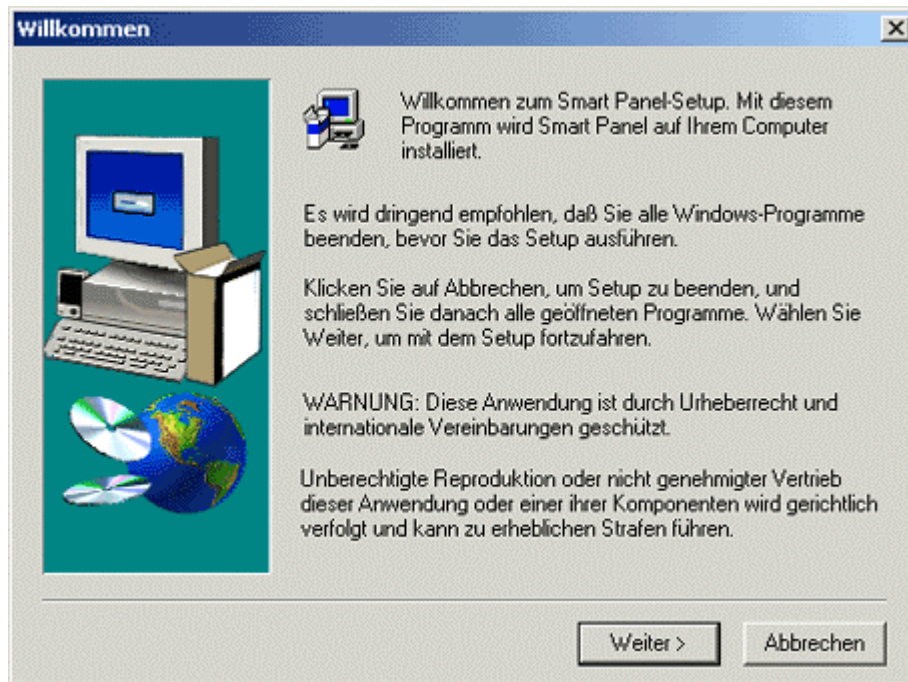 Willkommen
Willkommen zum Smart Panel-Setup. Mit diesem
Programm wird Smart Panel auf Ihrem Computer
installiert.
Es wird dringend empfohlen, daß Sie alle Windows-Programme
beenden, bevor Sie das Setup ausführen.
Klicken Sie auf Abbrechen, um Setup zu beenden, und
schließen Sie danach alle geöffneten Programme. Wählen Sie
Weiter, um mit dem Setup fortzufahren.
WARNUNG: Diese Anwendung ist durch Urheberrecht und
internationale Vereinbarungen geschützt.
Unberechtigte Reproduktion oder nicht genehmigter Vertrieb
dieser Anwendung oder einer ihrer Komponenten wird gerichtlich
verfolgt und kann zu erheblichen Strafen führen.
Weiter >
Abbrechen